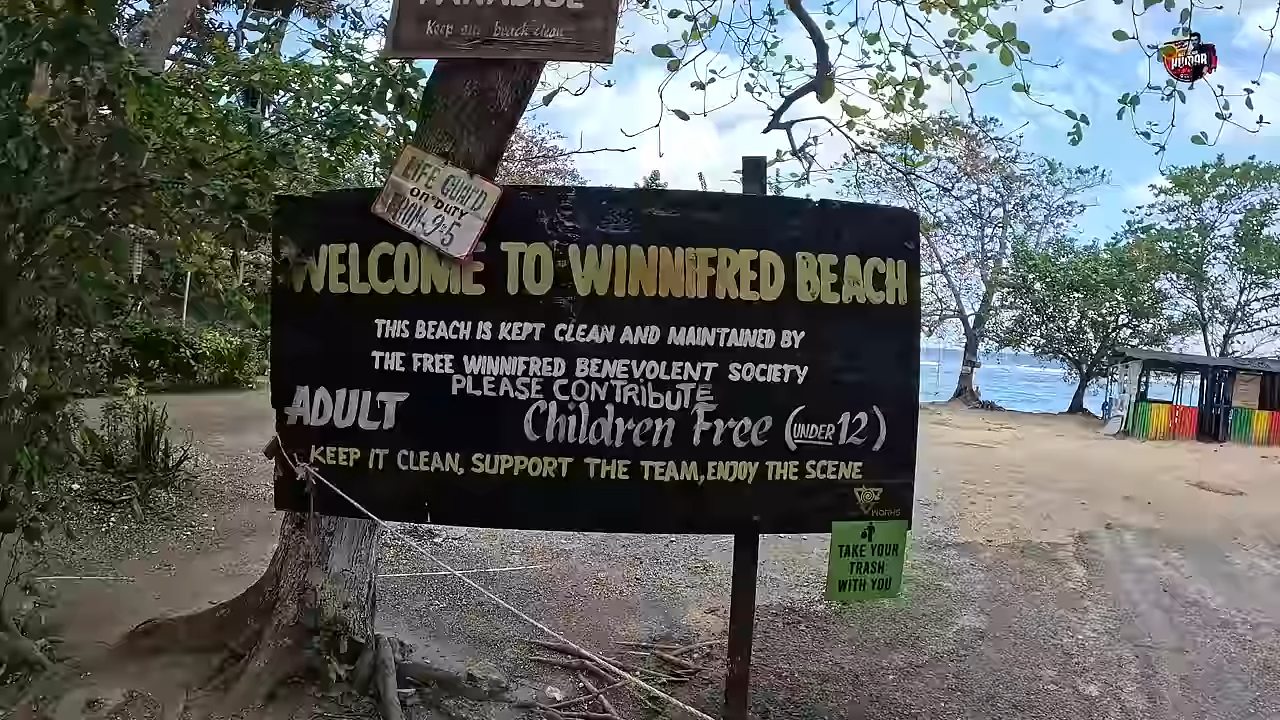 PARADISE
Keep our beach clean
LIFE GUARD
ON DUTY
9-5
WELCOME TO WINNIFRED BEACH
THIS BEACH IS KEPT CLEAN AND MAINTAINED BY
THE FREE WINNIFRED BENEVOLENT SOCIETY
PLEASE CONTRIBUTE
ADULT Children Free (UNDER 12)
KEEP IT CLEAN, SUPPORT THE TEAM, ENJOY THE SCENE
WORKS
TAKE YOUR
TRASH
WITH YOU